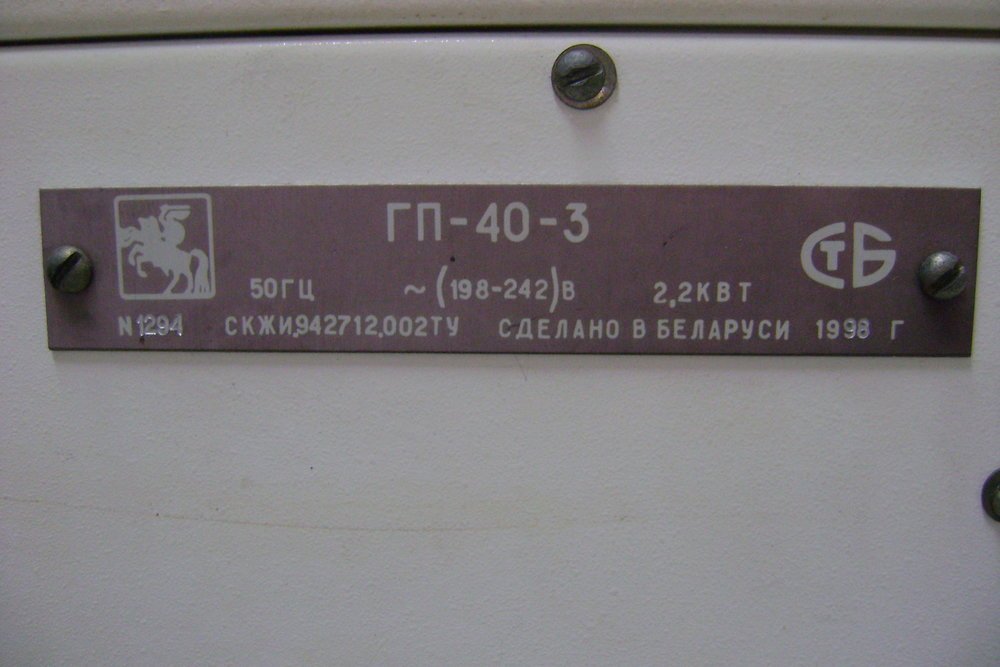 ГП-40-3
СТБ
50ГЦ ~(198-242)В 2,2КВТ
N1294 СКЖИ,942712,002ТУ СДЕЛАНО В БЕЛАРУСИ 1998 Г